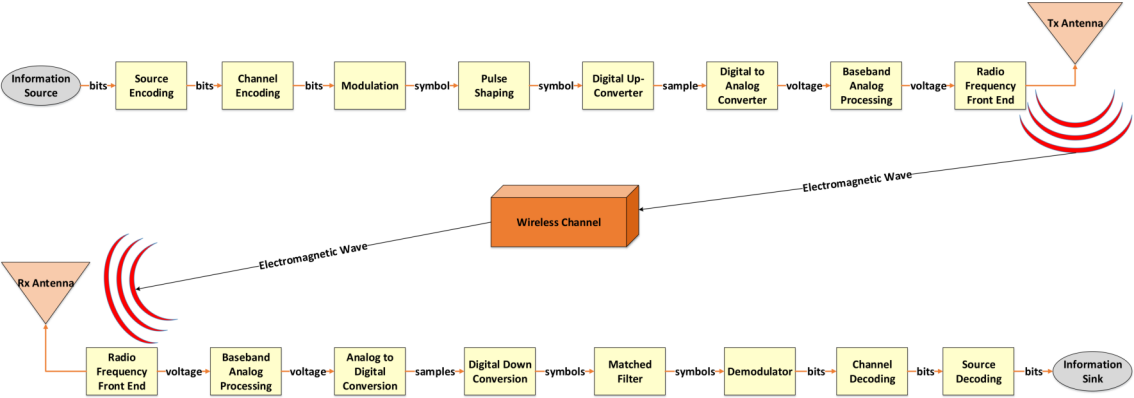 Tx Antenna
Information
Source
bits
Source
Encoding
bits
Channel
Encoding
bits
Modulation
symbol
Pulse
Shaping
symbol
Digital Up-
Converter
sample
Digital to
Analog
Converter
voltage
Baseband
Analog
Processing
voltage
Radio
Frequency
Front End
Electromagnetic Wave
Wireless Channel
Electromagnetic Wave
Rx Antenna
Radio
Frequency
Front End
voltage
Baseband
Analog
Processing
voltage
Analog to
Digital
Conversion
samples
Digital Down
Conversion
symbols
Matched
Filter
symbols
Demodulator
bits
Channel
Decoding
bits
Source
Decoding
bits
Information
Sink